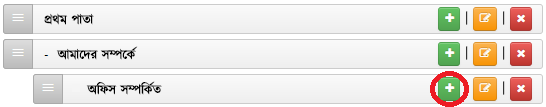 প্রথম পাতা
- আমাদের সম্পর্কে
অফিস সম্পর্কিত